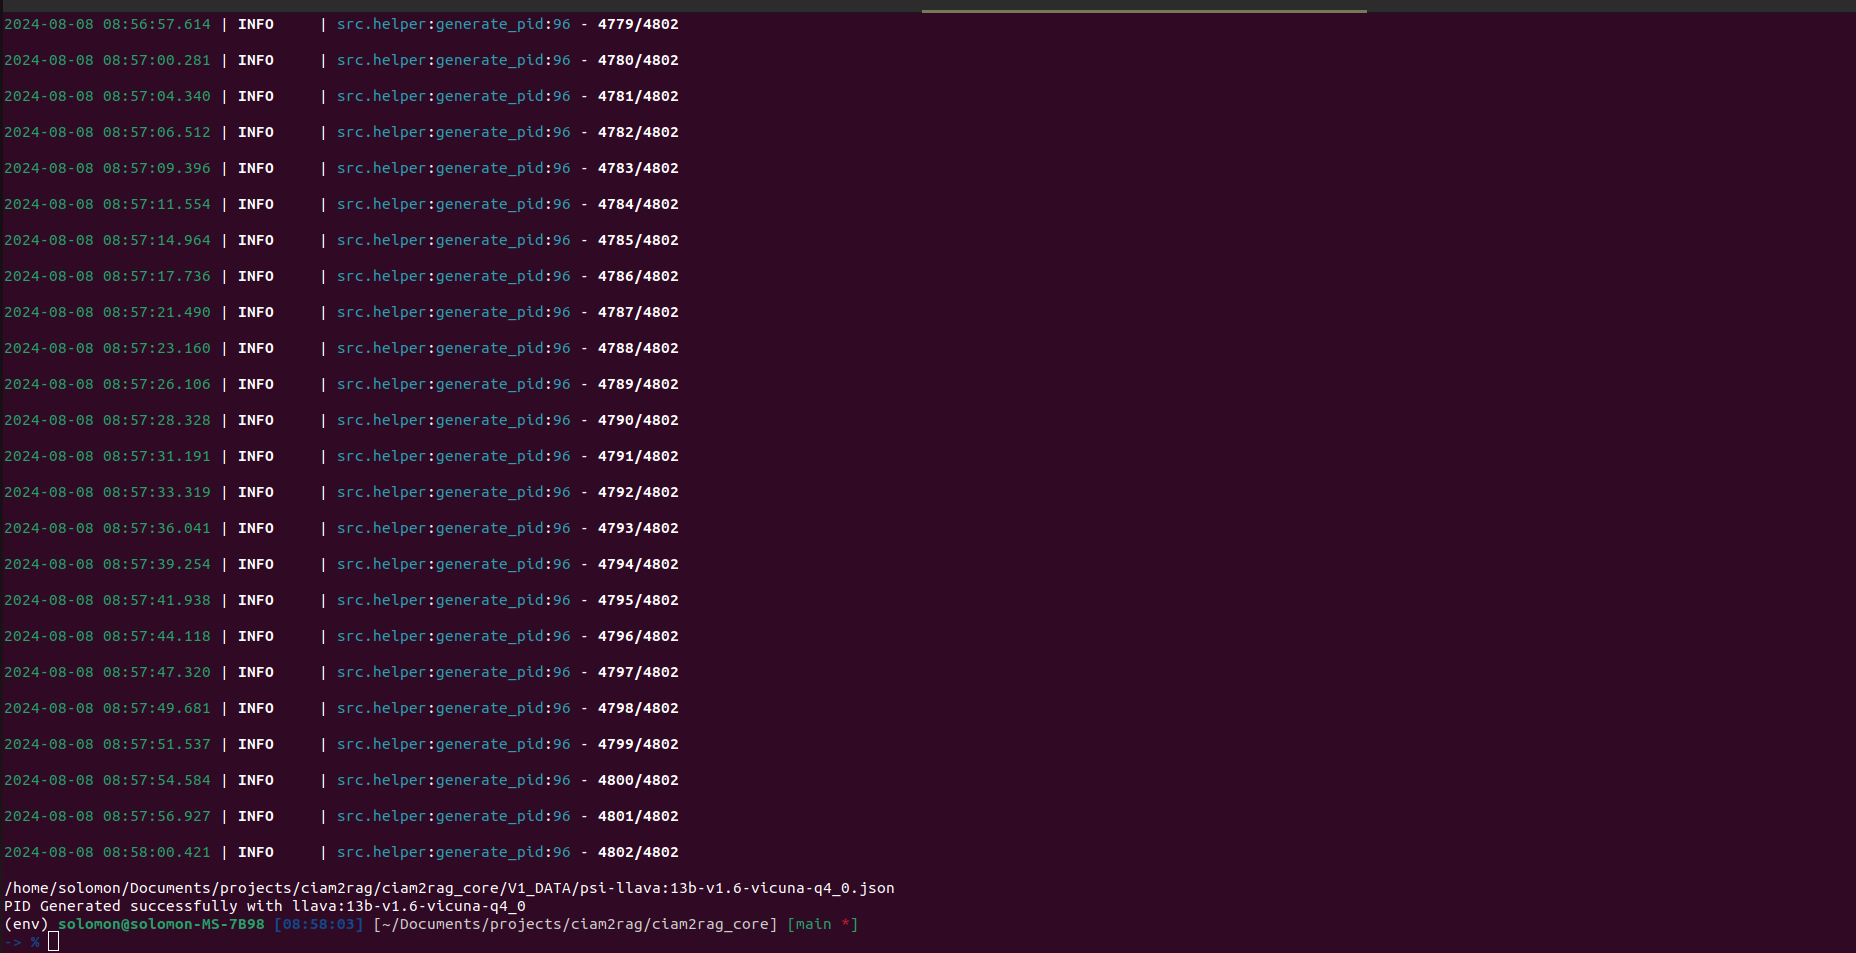 2024-08-08 08:56:57.614 | INFO     | src.helper:generate_pid:96 - 4779/4802
2024-08-08 08:57:00.281 | INFO     | src.helper:generate_pid:96 - 4780/4802
2024-08-08 08:57:04.340 | INFO     | src.helper:generate_pid:96 - 4781/4802
2024-08-08 08:57:06.512 | INFO     | src.helper:generate_pid:96 - 4782/4802
2024-08-08 08:57:09.396 | INFO     | src.helper:generate_pid:96 - 4783/4802
2024-08-08 08:57:11.554 | INFO     | src.helper:generate_pid:96 - 4784/4802
2024-08-08 08:57:14.964 | INFO     | src.helper:generate_pid:96 - 4785/4802
2024-08-08 08:57:17.736 | INFO     | src.helper:generate_pid:96 - 4786/4802
2024-08-08 08:57:21.490 | INFO     | src.helper:generate_pid:96 - 4787/4802
2024-08-08 08:57:23.160 | INFO     | src.helper:generate_pid:96 - 4788/4802
2024-08-08 08:57:26.106 | INFO     | src.helper:generate_pid:96 - 4789/4802
2024-08-08 08:57:28.328 | INFO     | src.helper:generate_pid:96 - 4790/4802
2024-08-08 08:57:31.191 | INFO     | src.helper:generate_pid:96 - 4791/4802
2024-08-08 08:57:33.319 | INFO     | src.helper:generate_pid:96 - 4792/4802
2024-08-08 08:57:36.041 | INFO     | src.helper:generate_pid:96 - 4793/4802
2024-08-08 08:57:39.254 | INFO     | src.helper:generate_pid:96 - 4794/4802
2024-08-08 08:57:41.938 | INFO     | src.helper:generate_pid:96 - 4795/4802
2024-08-08 08:57:44.118 | INFO     | src.helper:generate_pid:96 - 4796/4802
2024-08-08 08:57:47.320 | INFO     | src.helper:generate_pid:96 - 4797/4802
2024-08-08 08:57:49.681 | INFO     | src.helper:generate_pid:96 - 4798/4802
2024-08-08 08:57:51.537 | INFO     | src.helper:generate_pid:96 - 4799/4802
2024-08-08 08:57:54.584 | INFO     | src.helper:generate_pid:96 - 4800/4802
2024-08-08 08:57:56.927 | INFO     | src.helper:generate_pid:96 - 4801/4802
2024-08-08 08:58:00.421 | INFO     | src.helper:generate_pid:96 - 4802/4802
/home/solomon/Documents/projects/ciam2rag/ciam2rag_core/V1_DATA/psi-llava:13b-v1.6-vicuna-q4_0.json
PID Generated successfully with llava:13b-v1.6-vicuna-q4_0
(env) solomon@solomon-MS-7B98 [08:58:03] [~/Documents/projects/ciam2rag/ciam2rag_core] [main *]
-> %